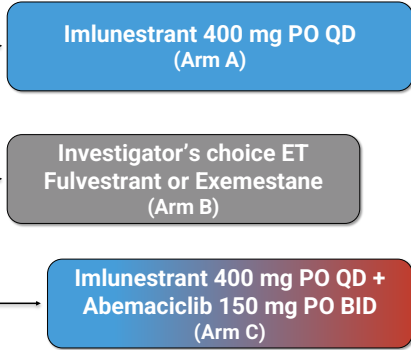 Imlunestrant 400 mg PO QD
(Arm A)
Investigator's choice ET
Fulvestrant or Exemestane
(Arm B)
Imlunestrant 400 mg PO QD +
Abemaciclib 150 mg PO BID
(Arm C)